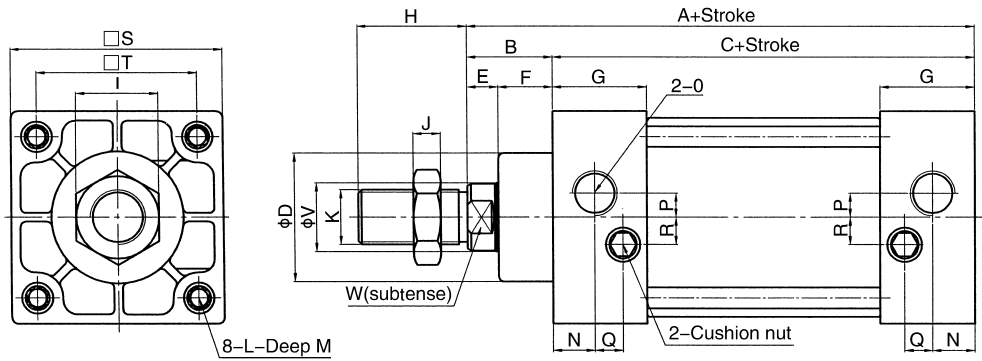 □S
□T
I
8-L-Deep M
H
A+Stroke
B
C+Stroke
E
F
G
G
J
2-0
ϕD
ϕV
K
P
R
P
R
W(subtense)
2-Cushion nut
N
Q
Q
N